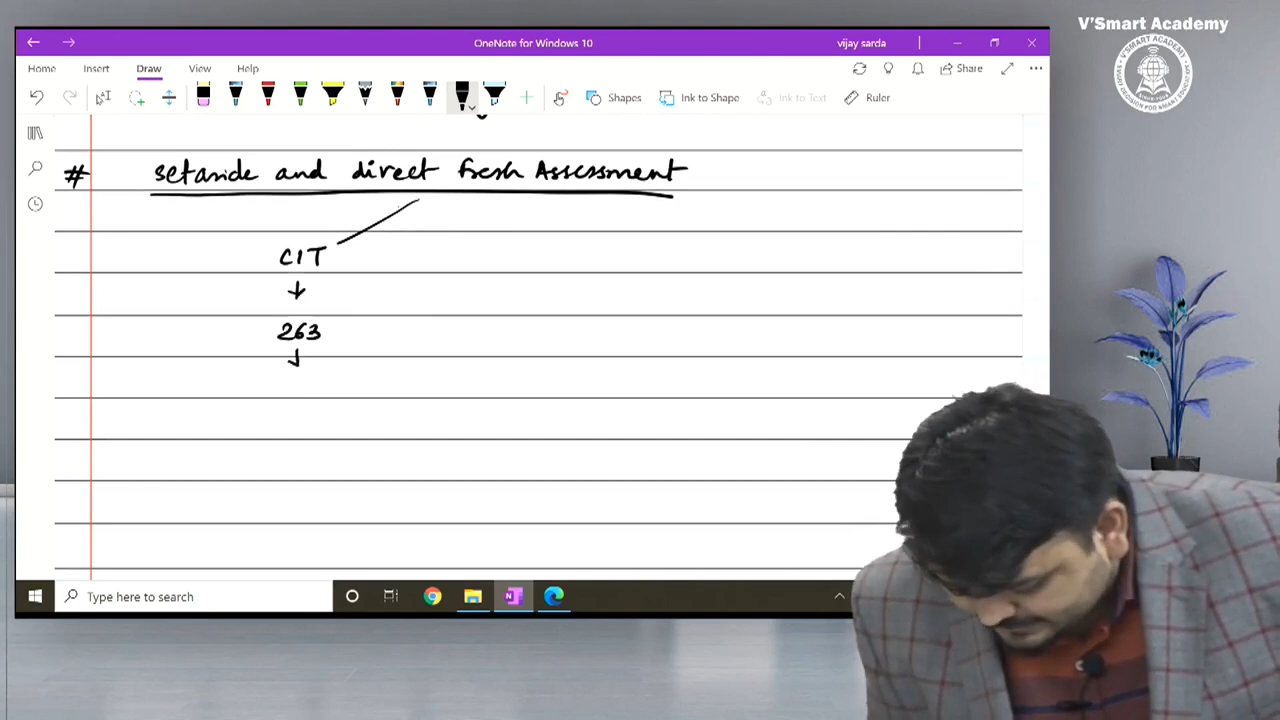 V'Smart Academy
OneNote for Windows 10
vijay sarda
Home Insert Draw View Help
Share
Shapes
Ink to Shape
Ink to Text
Ruler
# Setaside and direct fresh Assessment
CIT
↓
263
↓
Type here to search